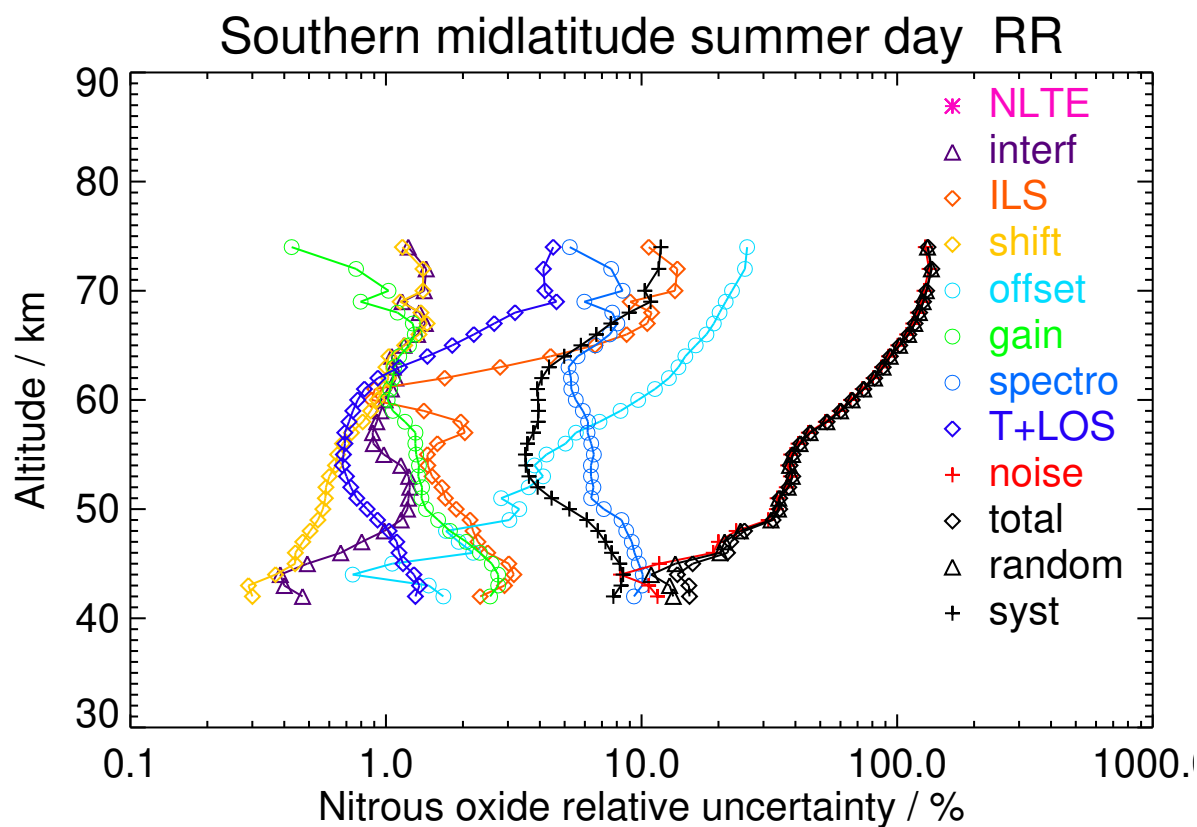 Southern midlatitude summer day RR
90
80
70
60
50
40
30
Altitude / km
NLTE
interf
ILS
shift
offset
gain
spectro
T+LOS
noise
total
random
syst
0.1 1.0 10.0 100.0 1000.0
Nitrous oxide relative uncertainty / %